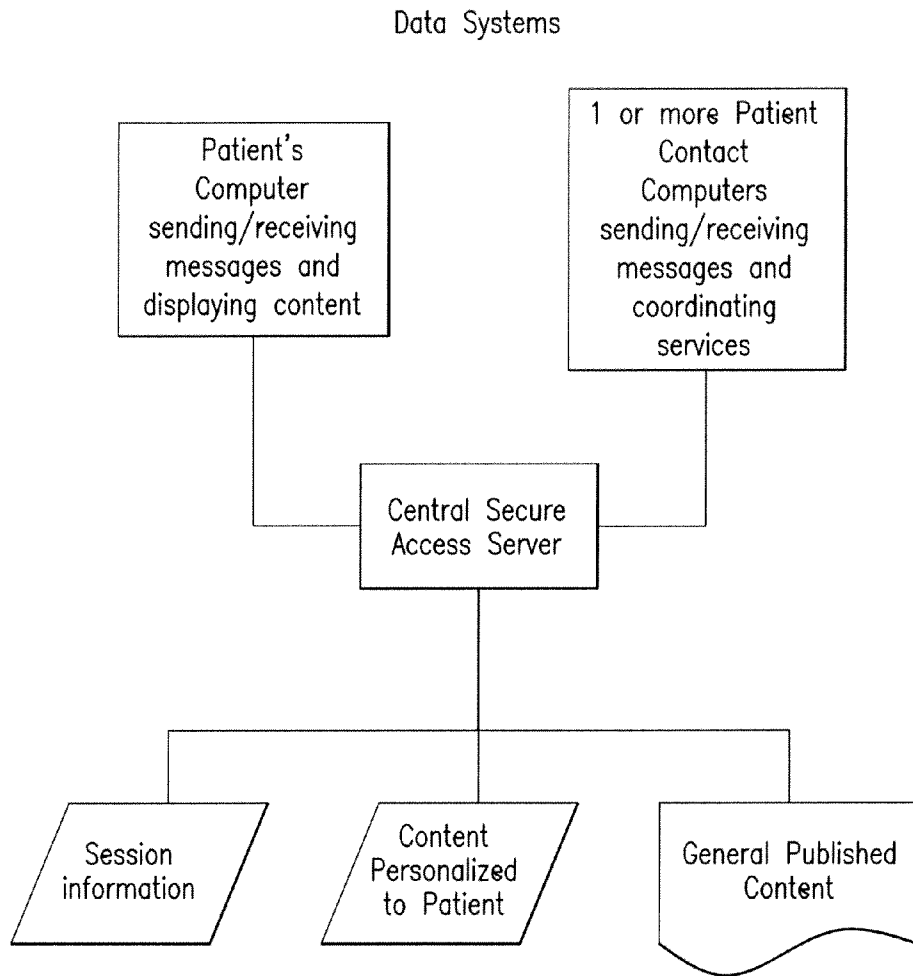 Data Systems
Patient's
Computer
sending/receiving
messages and
displaying content
1 or more Patient
Contact
Computers
sending/receiving
messages and
coordinating
services
Central Secure
Access Server
Session
information
Content
Personalized
to Patient
General Published
Content